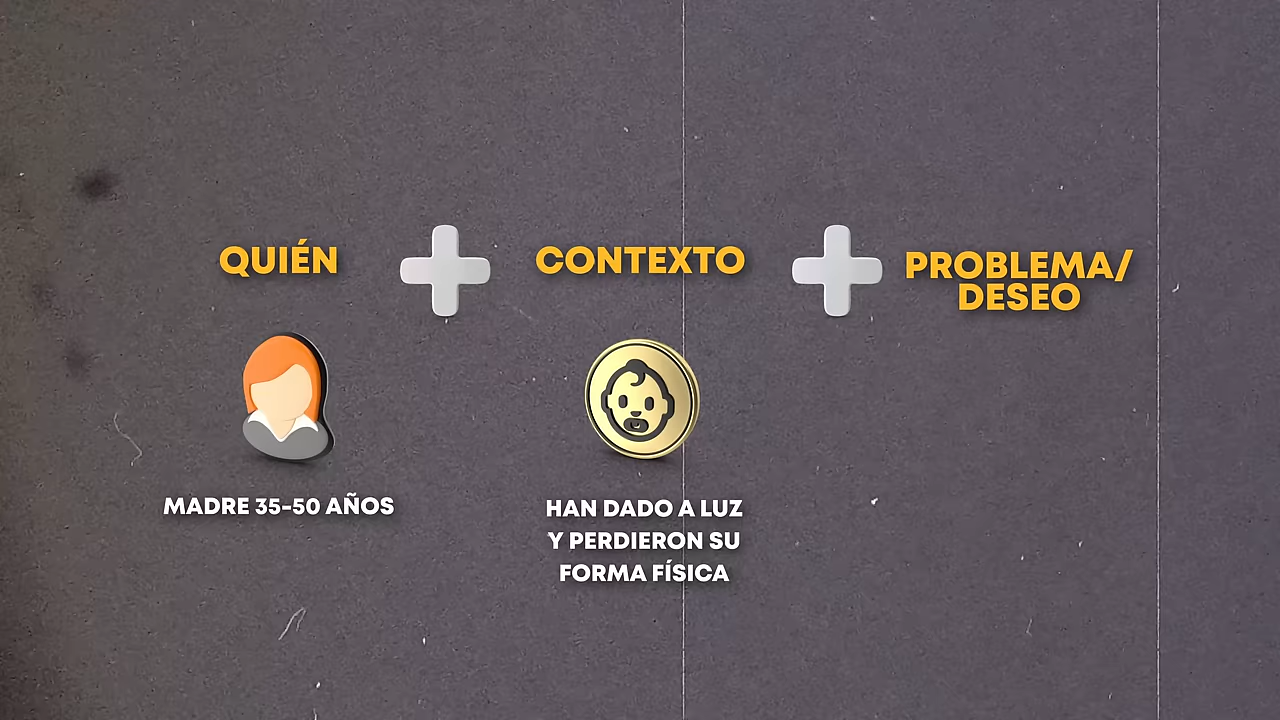 QUIÉN
CONTEXTO
PROBLEMA/
DESEO
MADRE 35-50 AÑOS
HAN DADO A LUZ
Y PERDIERON SU
FORMA FÍSICA